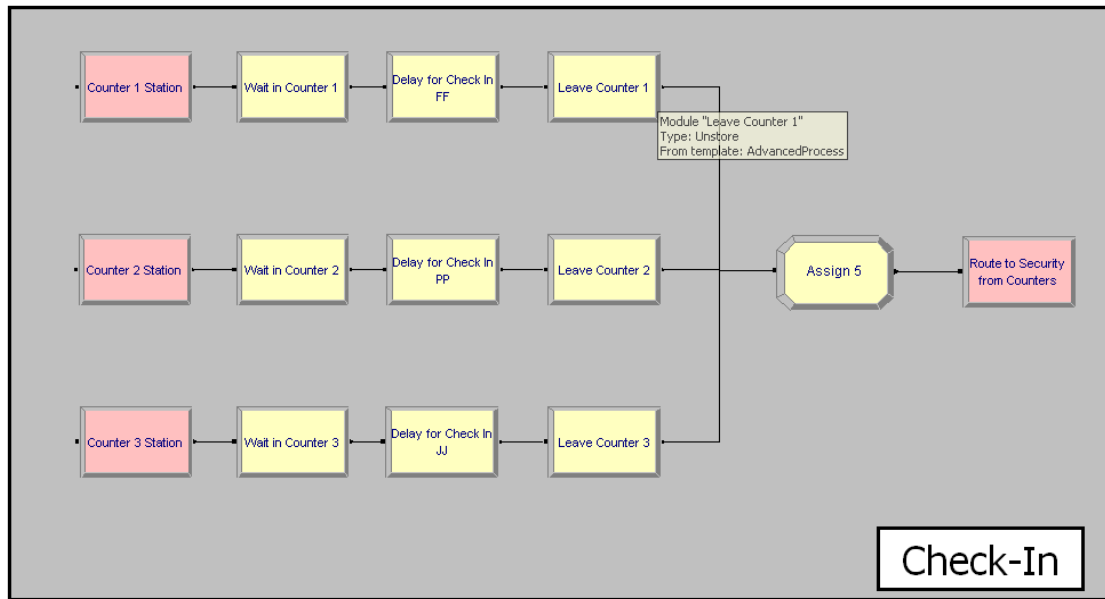 Counter 1 Station
Wait in Counter 1
Delay for Check In
FF
Leave Counter 1
Module "Leave Counter 1"
Type: Unstore
From template: AdvancedProcess
Counter 2 Station
Wait in Counter 2
Delay for Check In
PP
Leave Counter 2
Assign 5
Route to Security
from Counters
Counter 3 Station
Wait in Counter 3
Delay for Check In
JJ
Leave Counter 3
Check-In